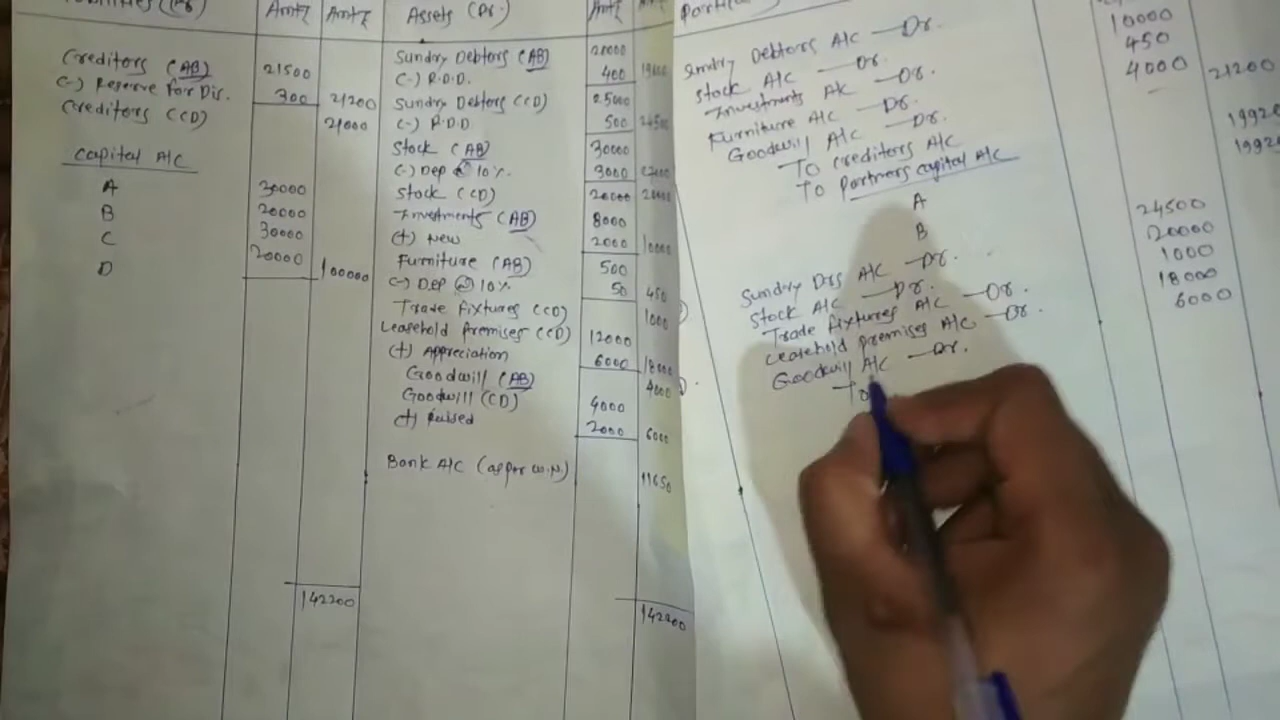 Amt₹ Amt₹ Assets (Dr.) Amt₹
Creditors (AB) 21500
(-) Reserve for Dis. 300 21200
Creditors (CD) 21000
Capital A/C
A 30000
B 20000
C 30000
D 20000 100000
142200
Sundry Debtors (AB) 20000
(-) R.D.D. 400 19600
Sundry Debtors (CD) 25000
(-) R.D.D 500 24500
Stock (AB) 30000
(-) Dep @ 10%. 3000
Stock (CD) 20000 20000
Investments (AB) 8000
(+) New 2000 10000
Furniture (AB) 500
(-) Dep @ 10% 50 450
Trade fixtures (CD) 1000
Leasehold Premises (CD) 12000
(+) Appreciation 6000 18000
Goodwill (AB) 4000
Goodwill (CD) 4000
(+) Raised 2000 6000
Bank A/C (as per W.N.) 11650
142200
Sundry Debtors A/C —Dr.
Stock A/C —Dr.
Investments A/C —Dr. 10000
Furniture A/C —Dr. 450
Goodwill A/C —Dr. 4000
To Creditors A/C 21200
To Partners capital A/C
A
B
Sundry Drs A/C —Dr. 24500
Stock A/C —Dr. 20000
Trade fixtures A/C —Dr. 1000
Leasehold premises A/C —Dr. 18000
Goodwill A/C —Dr. 6000
To